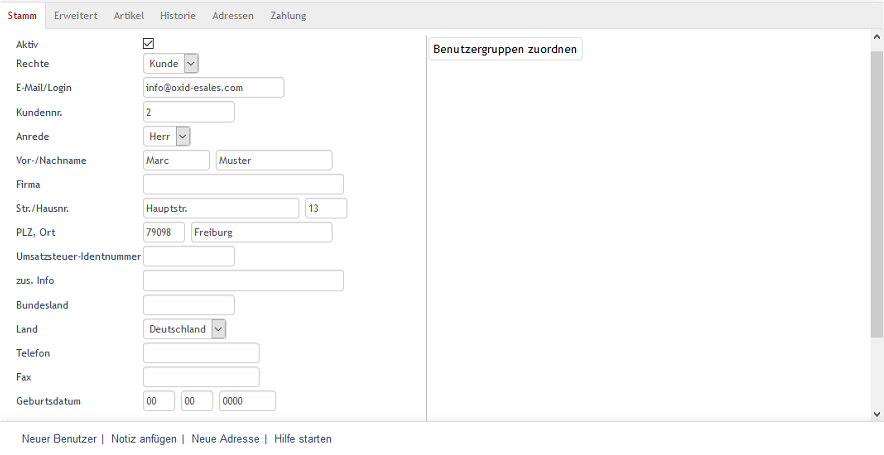 Stamm Erweitert Artikel Historie Adressen Zahlung
Aktiv
Benutzergruppen zuordnen
Rechte Kunde
E-Mail/Login info@oxid-esales.com
Kundennr. 2
Anrede Herr
Vor-/Nachname Marc Muster
Firma
Str./Hausnr. Hauptstr. 13
PLZ, Ort 79098 Freiburg
Umsatzsteuer-Identnummer
zus. Info
Bundesland
Land Deutschland
Telefon
Fax
Geburtsdatum 00 00 0000
Neuer Benutzer | Notiz anfügen | Neue Adresse | Hilfe starten